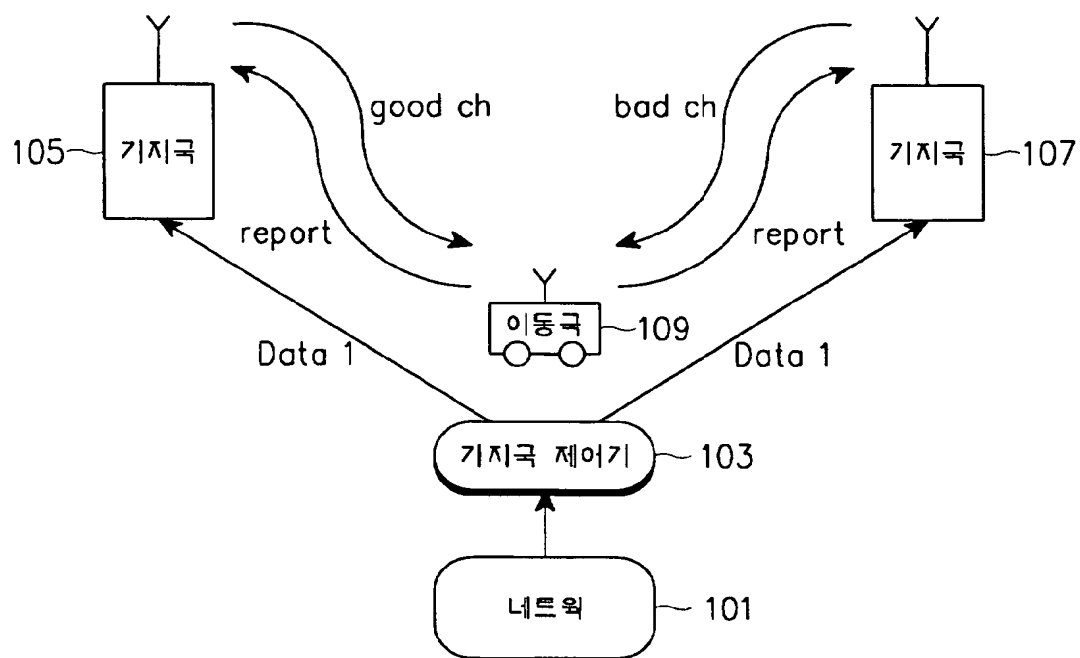 good ch
bad ch
105
기지국
기지국
107
report
report
이동국
109
Data 1
Data 1
기지국 제어기
103
네트웍
101